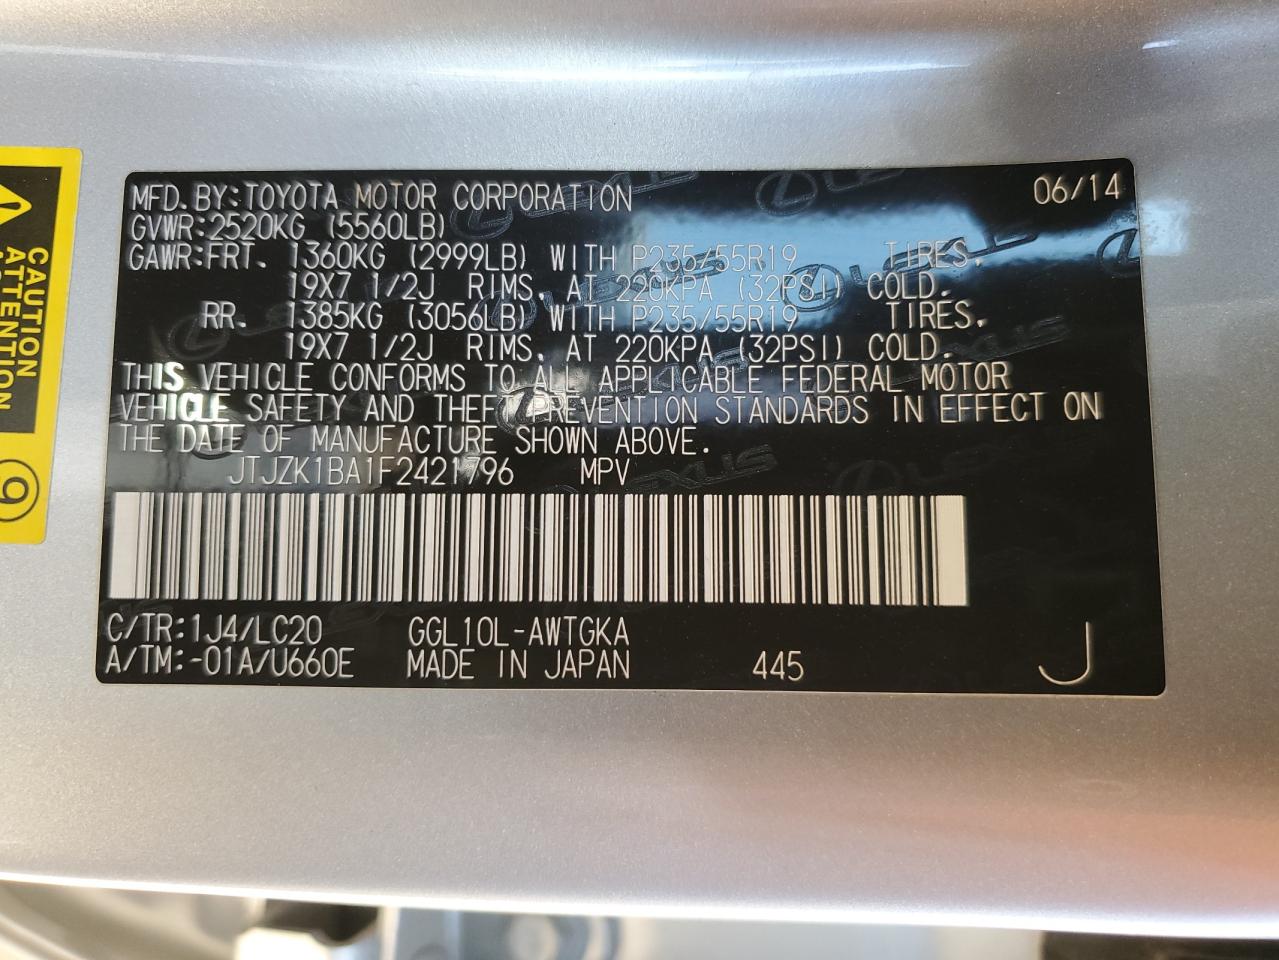 MFD.BY:TOYOTA MOTOR CORPORATION 06/14
GVWR:2520KG (5560LB)
GAWR:FRT. 1360KG (2999LB) WITH P235/55R19 TIRES.
19X7 1/2J RIMS. AT 220KPA (32PSI) COLD.
RR. 1385KG (3056LB) WITH P235/55R19 TIRES.
19X7 1/2J RIMS. AT 220KPA (32PSI) COLD.
THIS VEHICLE CONFORMS TO ALL APPLICABLE FEDERAL MOTOR
VEHICLE SAFETY AND THEFT PREVENTION STANDARDS IN EFFECT ON
THE DATE OF MANUFACTURE SHOWN ABOVE.
JTJZK1BA1F2421796 MPV
C/TR:1J4/LC20 GGL10L-AWTGKA
A/TM:-01A/U660E MADE IN JAPAN 445 J
CAUTION
ATTENTION
9
LEXUS